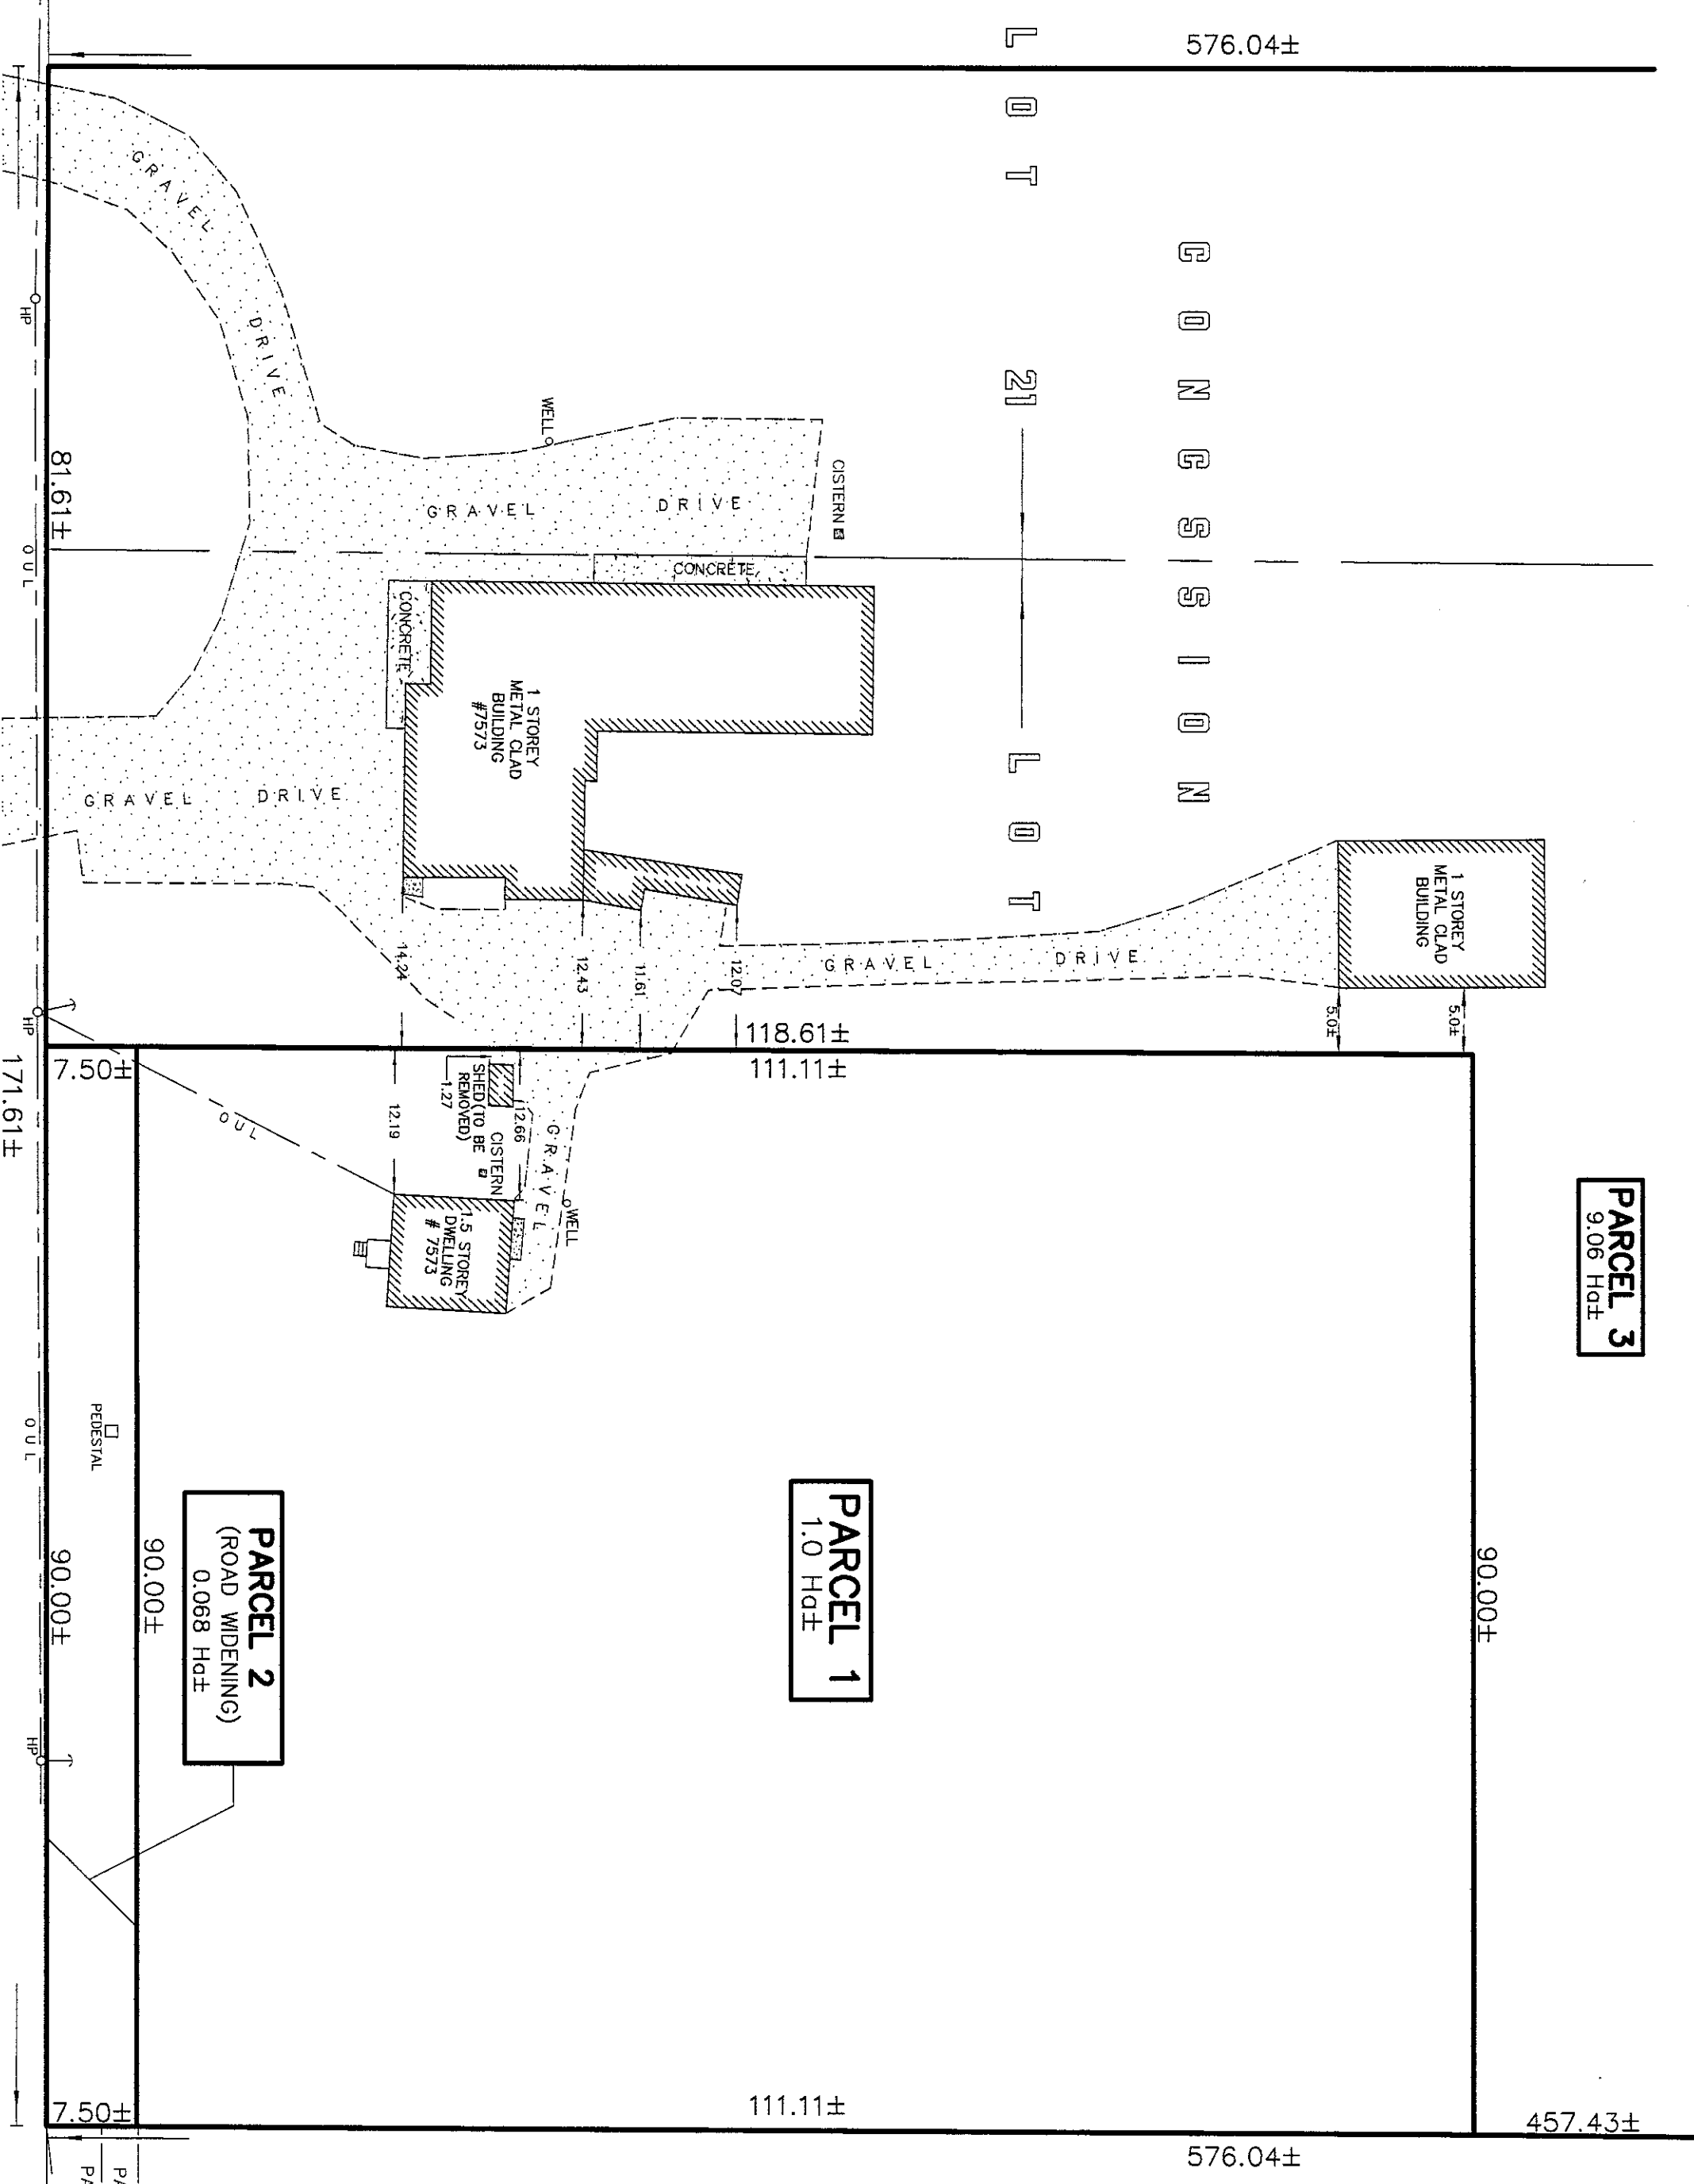 576.04±
LOT 21
CONCSSION
LOT
GRAVEL DRIVE
HP
81.61±
OUL
WELL
CISTERN
GRAVEL DRIVE
CONCRETE
CONCRETE
1 STOREY
METAL CLAD
BUILDING
#7573
GRAVEL DRIVE
1 STOREY
METAL CLAD
BUILDING
GRAVEL DRIVE
14.24
12.43
11.61
12.07
5.0±
5.0±
HP
171.61±
118.61±
7.50±
111.11±
OUL
12.19
12.66
SHED(TO BE
REMOVED)
1.27
CISTERN
GRAVEL
WELL
1.5 STOREY
DWELLING
# 7573
PARCEL 3
9.06 Ha±
PEDESTAL
OUL
PARCEL 1
1.0 Ha±
90.00±
PARCEL 2
(ROAD WIDENING)
0.068 Ha±
90.00±
90.00±
HP
7.50±
111.11±
457.43±
576.04±
PA
PA